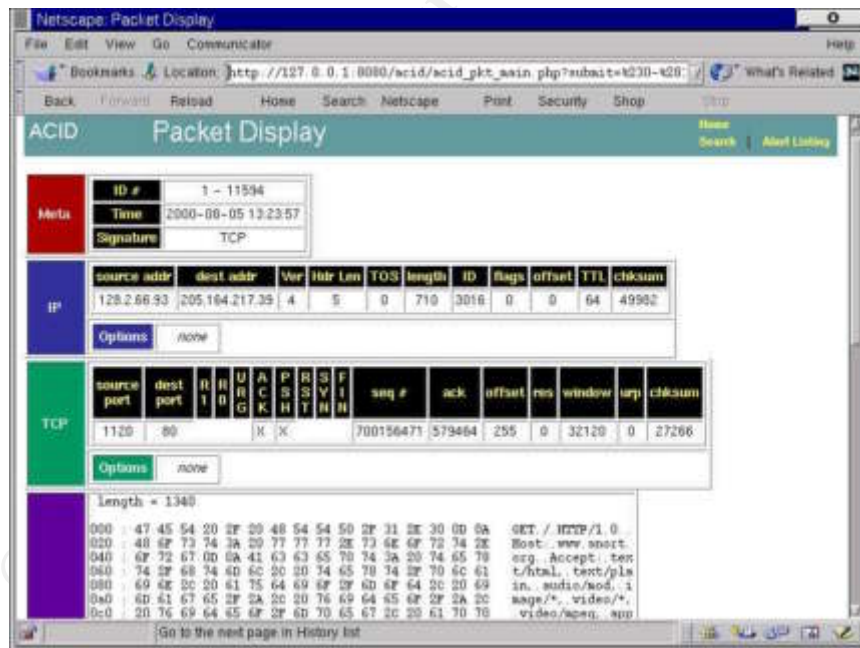 Netscape: Packet Display
File Edit View Go Communicator Help
Bookmarks Location: http://127.0.0.1:8080/acid/acid_pkt_main.php?submit=%230-%28 What's Related
Back Forward Reload Home Search Netscape Print Security Shop Stop
ACID Packet Display
Home
Search | Alert Listing
Meta
ID # 1 - 11594
Time 2000-08-05 13:23:57
Signature TCP
IP
source addr dest addr Ver Hdr Len TOS length ID flags offset TTL chksum
128.2.66.93 205.164.217.39 4 5 0 710 3016 0 0 64 49982
Options none
TCP
source port dest port R1 R0 URG ACK PSH RST SYN FIN seq # ack offset res window urp chksum
1120 80 X X 700156471 579464 255 0 32120 0 27266
Options none
Length = 1340
000 : 47 45 54 20 2F 20 48 54 54 50 2F 31 2E 30 0D 0A GET / HTTP/1.0..
020 : 48 6F 73 74 3A 20 77 77 77 2E 73 6E 6F 72 74 2E Host: www.snort.
040 : 6F 72 67 0D 0A 41 63 63 65 70 74 3A 20 74 65 78 org..Accept: tex
060 : 74 2F 68 74 6D 6C 2C 20 74 65 78 74 2F 70 6C 61 t/html, text/pla
080 : 69 6E 2C 20 61 75 64 69 6F 2F 6D 6F 64 2C 20 69 in, audio/mod, i
0a0 : 6D 61 67 65 2F 2A 2C 20 76 69 64 65 6F 2F 2A 2C mage/*, video/*,
0c0 : 20 76 69 64 65 6F 2F 6D 70 65 67 2C 20 61 70 70 video/mpeg, app
Go to the next page in History list